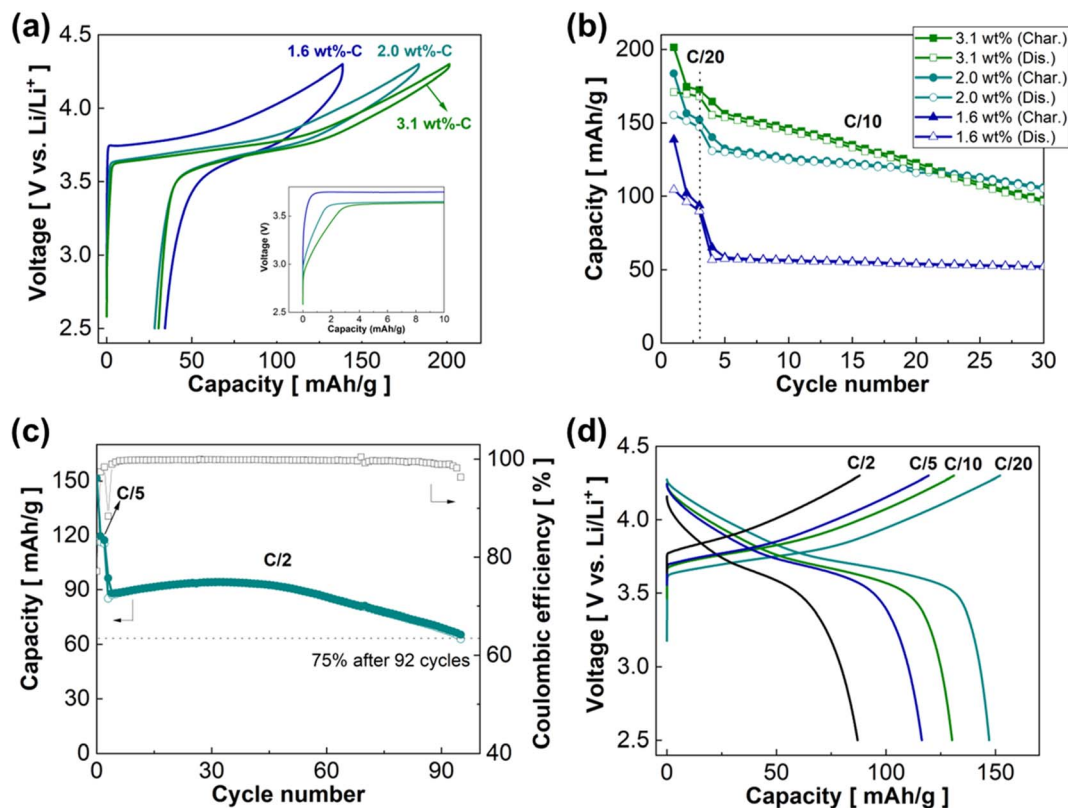 (a)
4.5
4.0
3.5
3.0
2.5
Voltage [ V vs. Li/Li⁺ ]
1.6 wt%-C
2.0 wt%-C
3.1 wt%-C
Voltage (V)
3.5
3.0
2.5
0 2 4 6 8 10
Capacity (mAh/g)
0 50 100 150 200
Capacity [ mAh/g ]
(b)
200
150
100
50
0
Capacity [ mAh/g ]
C/20
C/10
3.1 wt% (Char.)
3.1 wt% (Dis.)
2.0 wt% (Char.)
2.0 wt% (Dis.)
1.6 wt% (Char.)
1.6 wt% (Dis.)
0 5 10 15 20 25 30
Cycle number
(c)
150
120
90
60
30
0
Capacity [ mAh/g ]
C/5
C/2
75% after 92 cycles
100
80
60
40
Coulombic efficiency [ % ]
0 30 60 90
Cycle number
(d)
4.5
4.0
3.5
3.0
2.5
Voltage [ V vs. Li/Li⁺ ]
C/2 C/5 C/10 C/20
0 50 100 150
Capacity [ mAh/g ]